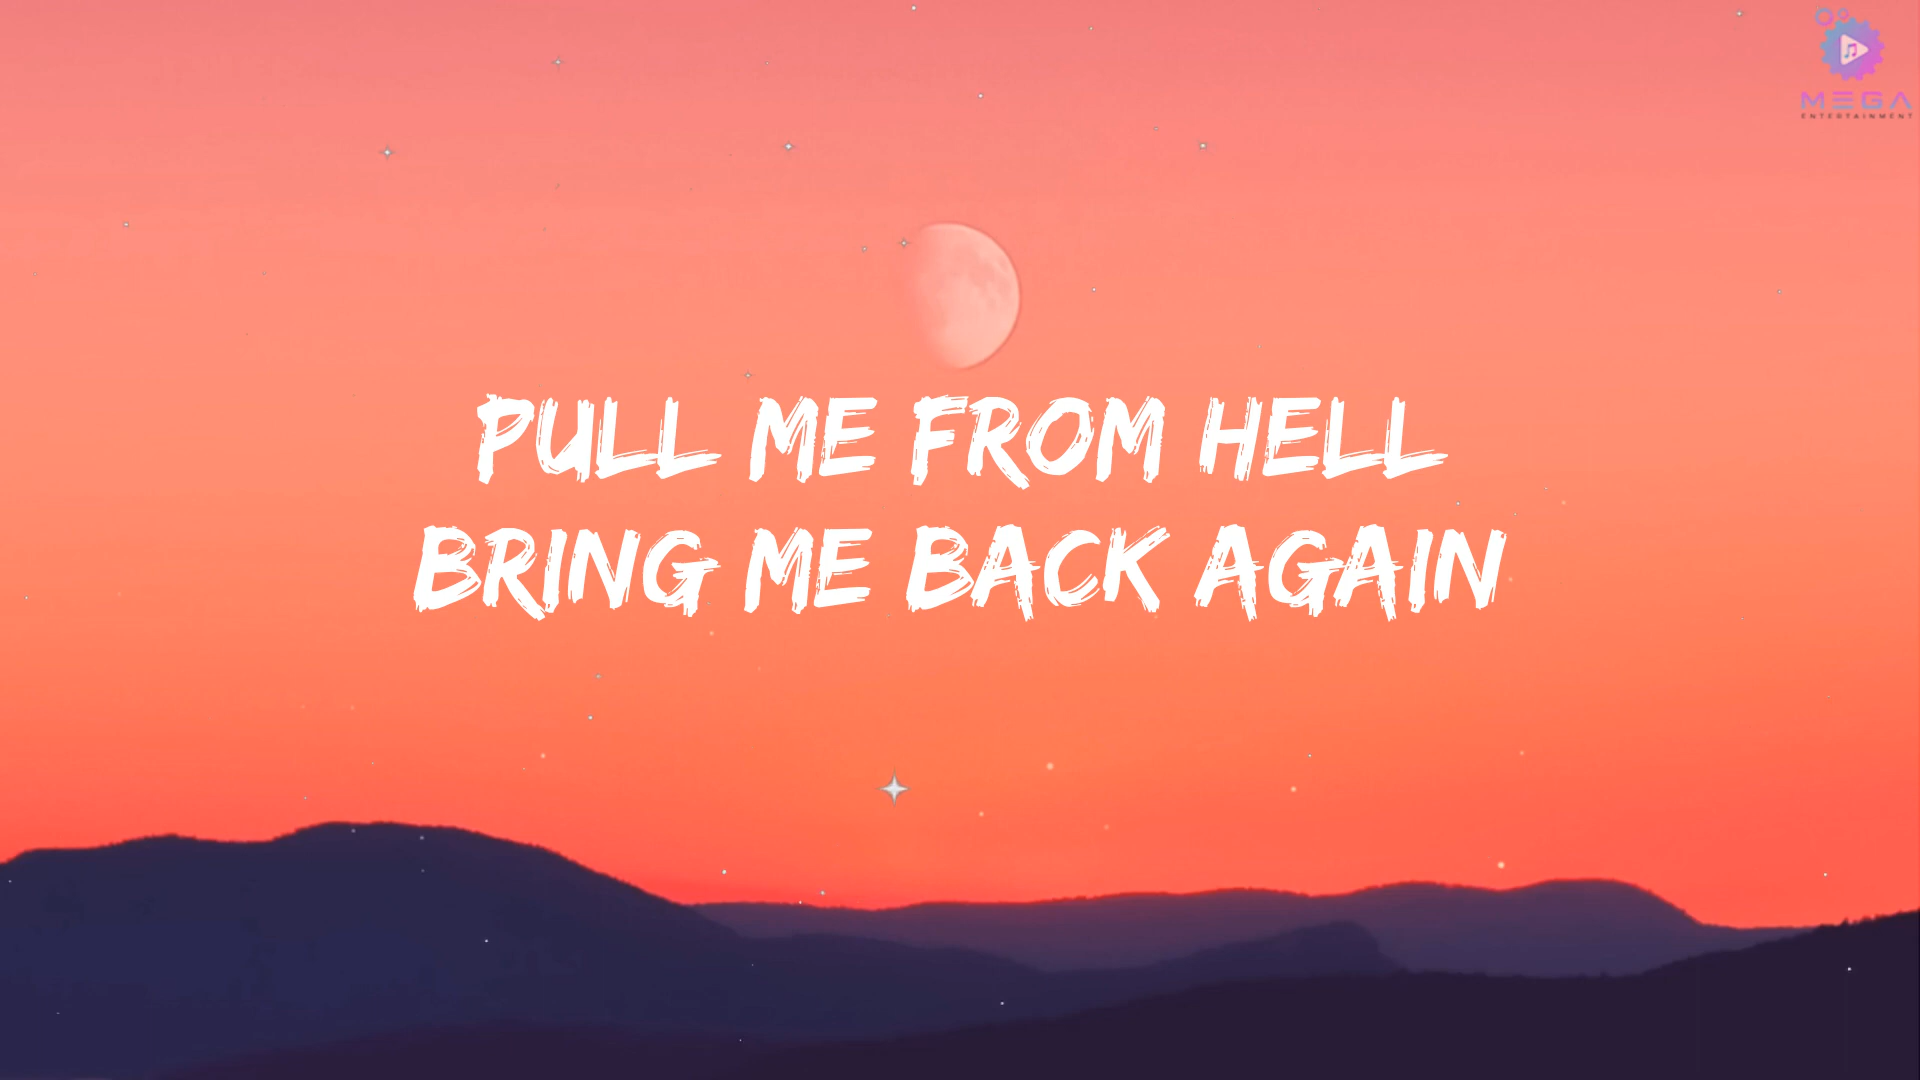 MEGA
ENTERTAINMENT
PULL ME FROM HELL
BRING ME BACK AGAIN